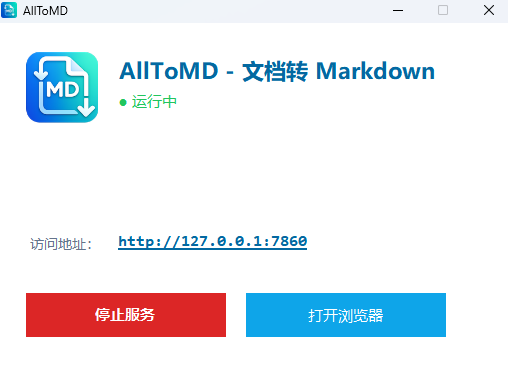 AllToMD
MD
AllToMD - 文档转 Markdown
● 运行中
访问地址：
http://127.0.0.1:7860
停止服务
打开浏览器